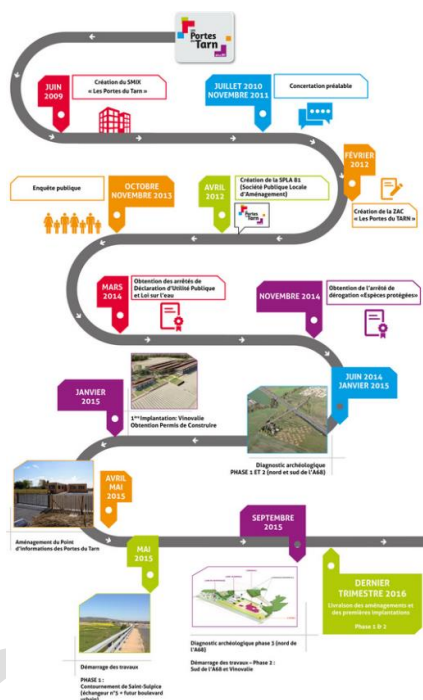 Les
Portes
du Tarn
JUIN
2009
Création du SMIX
« Les Portes du Tarn »
JUILLET 2010
NOVEMBRE 2011
Concertation préalable
FÉVRIER
2012
Création de la ZAC
« Les Portes du TARN »
AVRIL
2012
Création de la SPLA 81
(Société Publique Locale
d'Aménagement)
Portes
Tarn
OCTOBRE
NOVEMBRE 2013
Enquête publique
MARS
2014
Obtention des arrêtés de
Déclaration d'Utilité Publique
et Loi sur l'eau
NOVEMBRE 2014
Obtention de l'arrêté de
dérogation «Espèces protégées»
JUIN 2014
JANVIER 2015
Diagnostic archéologique
PHASE 1 ET 2 (nord et sud de l'A68)
JANVIER
2015
1ère Implantation: Vinovalie
Obtention Permis de Construire
AVRIL
MAI
2015
Aménagement du Point
d'informations des Portes du Tarn
MAI
2015
Démarrage des travaux
PHASE 1 :
Contournement de Saint-Sulpice
(échangeur n°5 + futur boulevard
urbain)
SEPTEMBRE
2015
Diagnostic archéologique phase 3 (nord de
l'A68)
Démarrage des travaux - Phase 2 :
Sud de l'A68 et Vinovalie
DERNIER
TRIMESTRE 2016
Livraison des aménagements et
des premières implantations
Phase 1 & 2